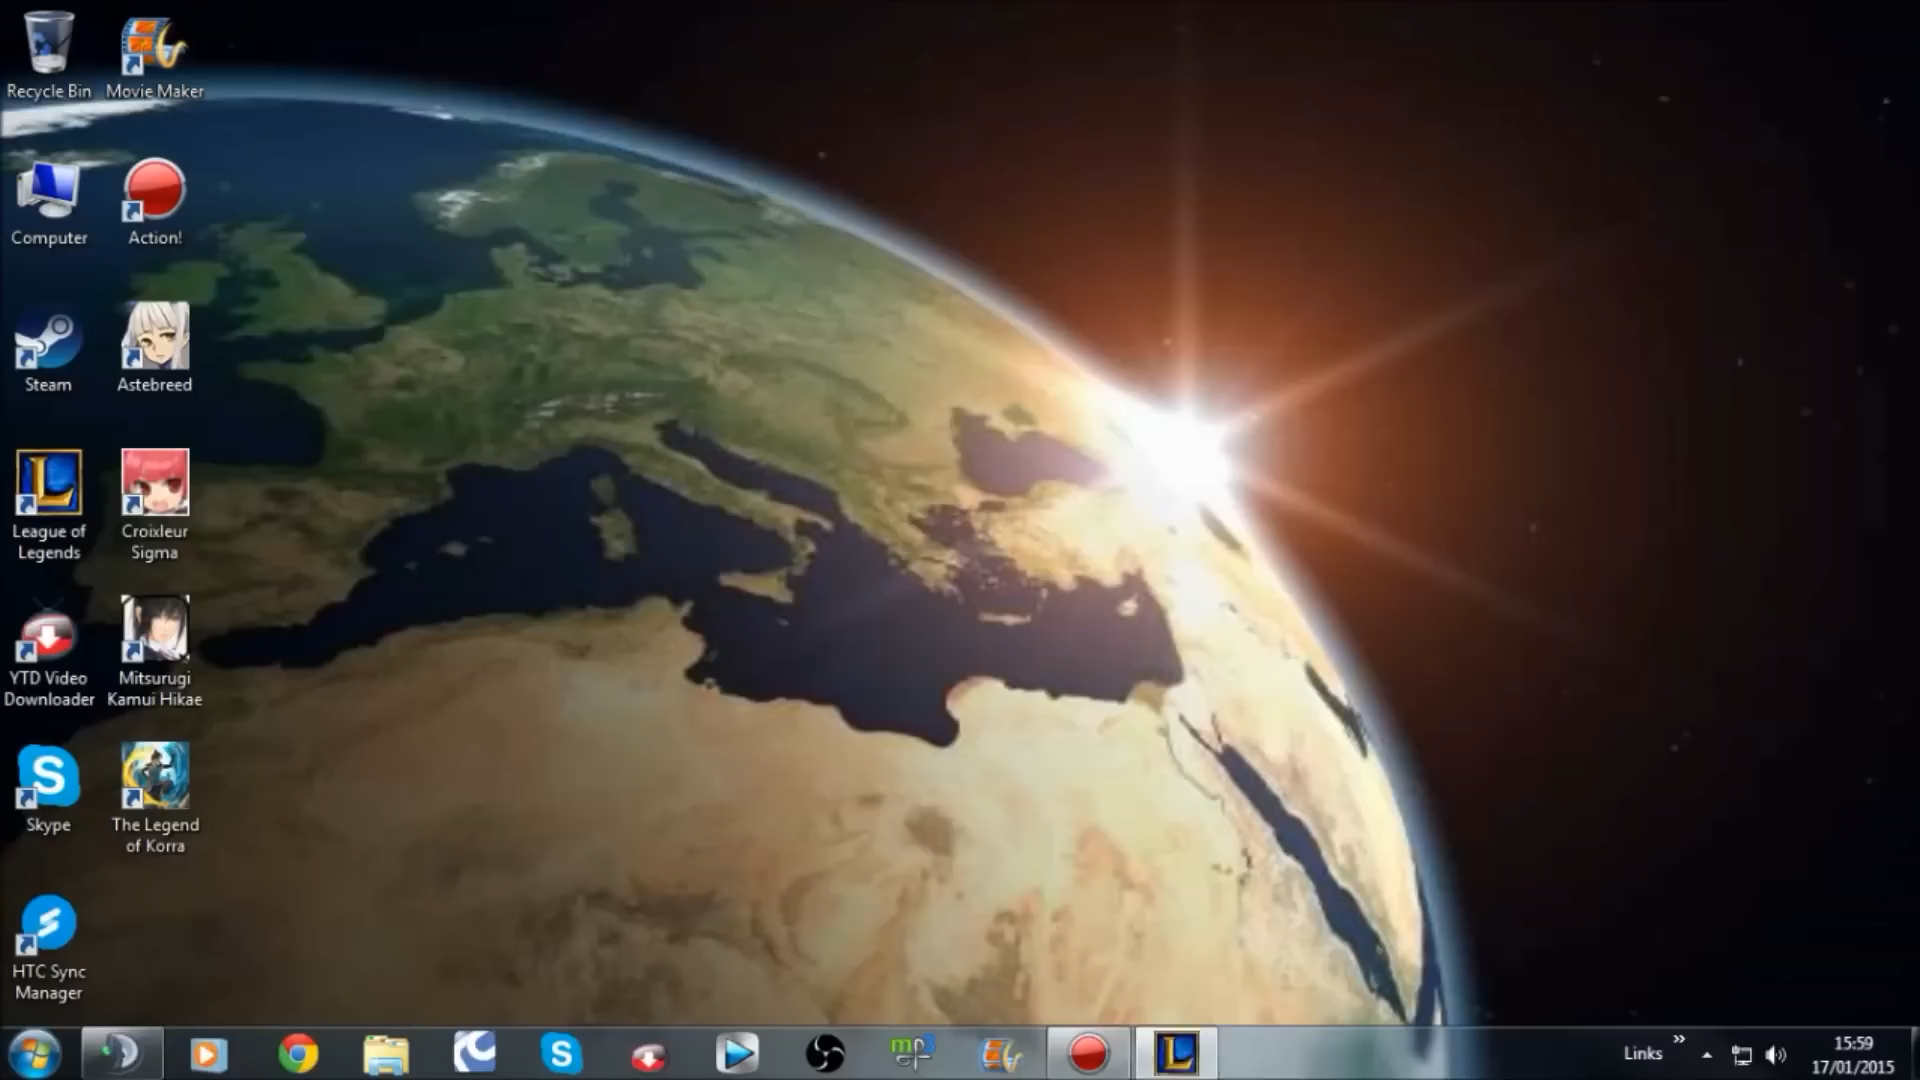 Recycle Bin
Movie Maker
Computer
Action!
Steam
Astebreed
League of
Legends
Croixleur
Sigma
YTD Video
Downloader
Mitsurugi
Kamui Hikae
Skype
The Legend
of Korra
HTC Sync
Manager
mp3
Links
15:59
17/01/2015